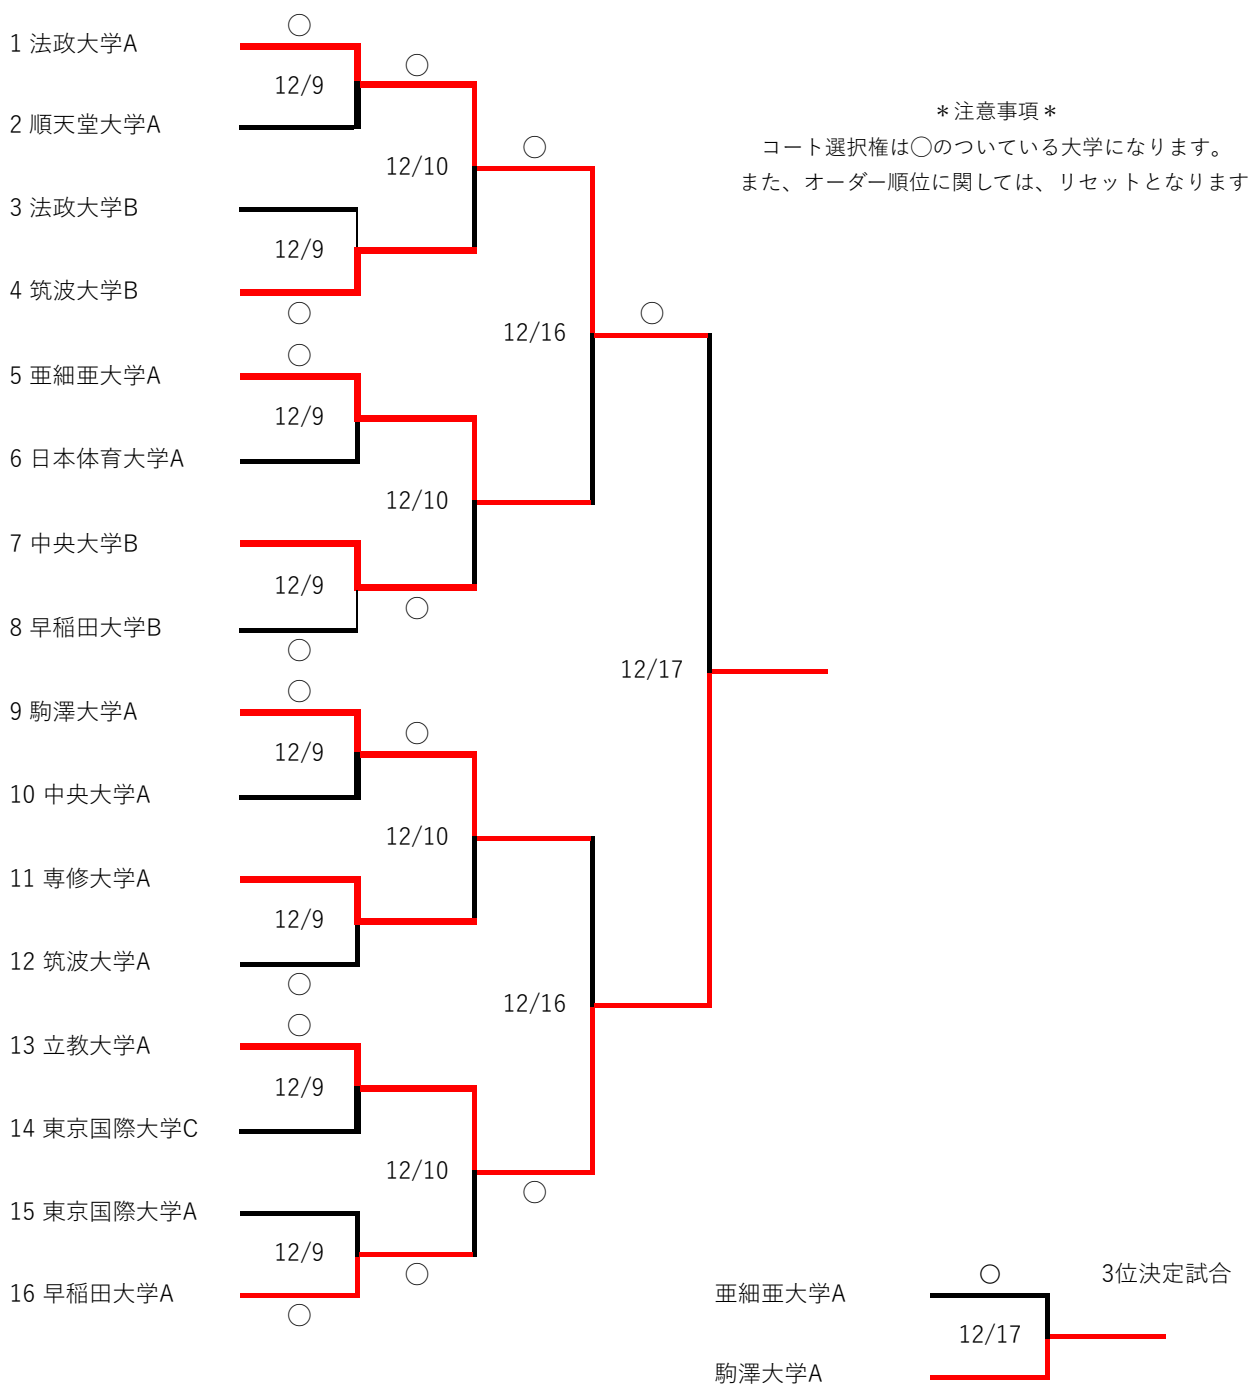 1 法政大学A
12/9
2 順天堂大学A
12/10
3 法政大学B
12/9
4 筑波大学B
12/16
5 亜細亜大学A
12/9
6 日本体育大学A
12/10
7 中央大学B
12/9
8 早稲田大学B
12/17
9 駒澤大学A
12/9
10 中央大学A
12/10
11 専修大学A
12/9
12 筑波大学A
12/16
13 立教大学A
12/9
14 東京国際大学C
12/10
15 東京国際大学A
12/9
16 早稲田大学A
＊注意事項＊
コート選択権は○のついている大学になります。
また、オーダー順位に関しては、リセットとなります
3位決定試合
亜細亜大学A
12/17
駒澤大学A